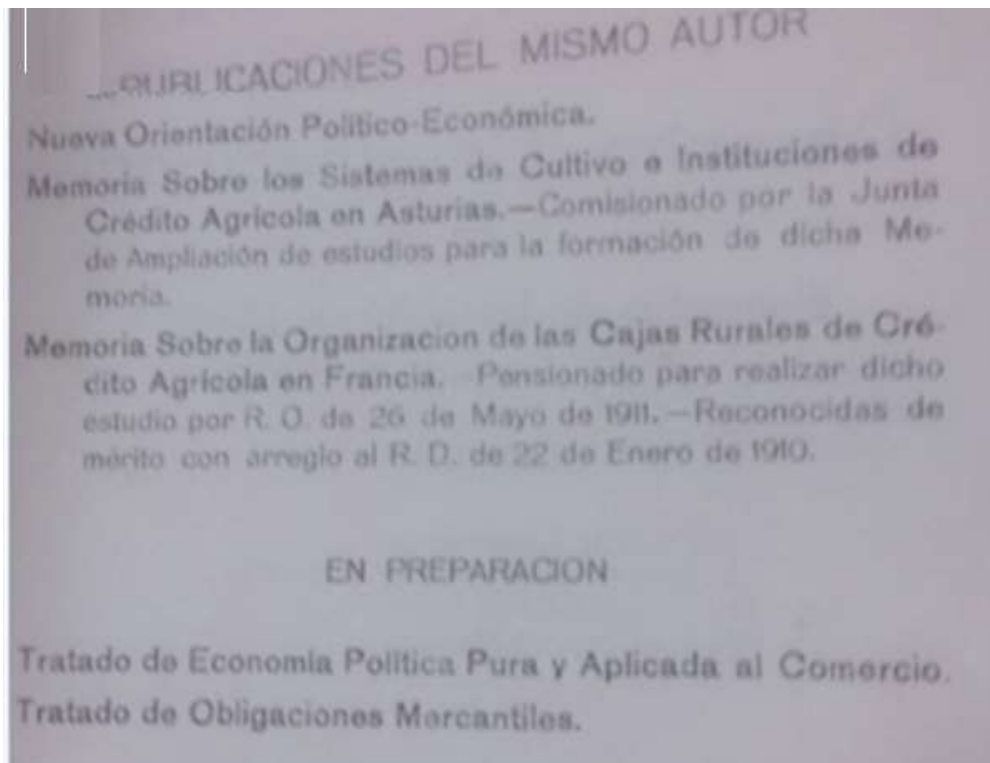 PUBLICACIONES DEL MISMO AUTOR
Nueva Orientación Político-Económica.
Memoria Sobre los Sistemas de Cultivo e Instituciones de
Crédito Agrícola en Asturias.—Comisionado por la Junta
de Ampliación de estudios para la formación de dicha Me-
moria.
Memoria Sobre la Organizacion de las Cajas Rurales de Cré-
dito Agrícola en Francia. Pensionado para realizar dicho
estudio por R. O. de 26 de Mayo de 1911.—Reconocidas de
mérito con arreglo al R. D. de 22 de Enero de 1910.
EN PREPARACION
Tratado de Economía Política Pura y Aplicada al Comercio.
Tratado de Obligaciones Mercantiles.